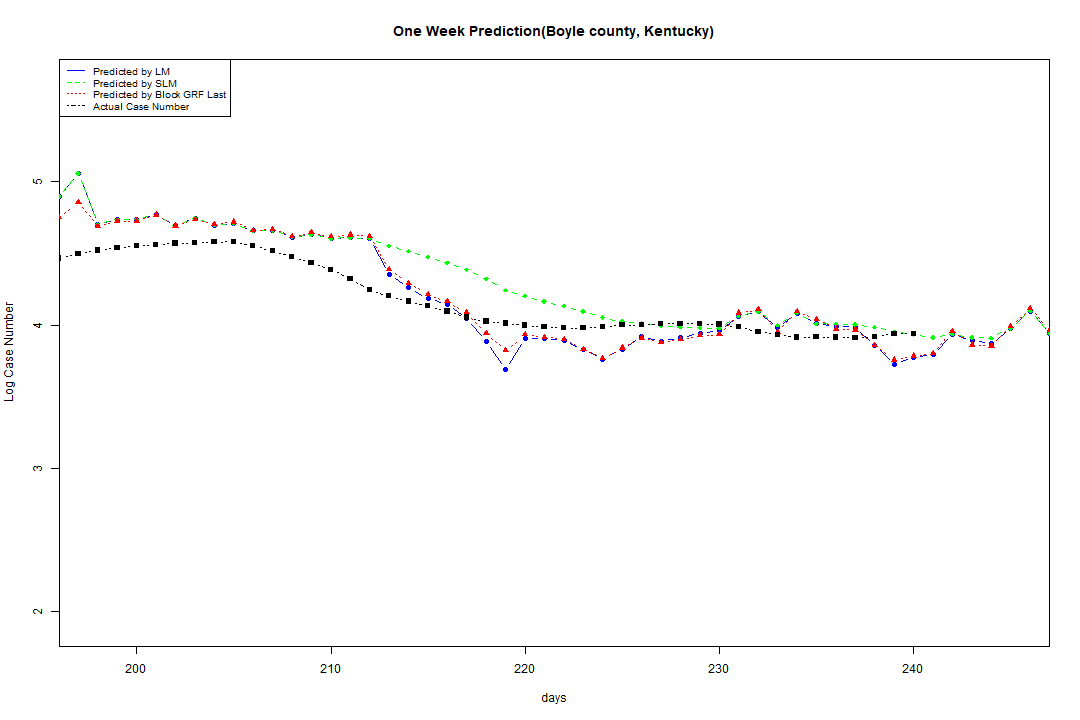 One Week Prediction(Boyle county, Kentucky)
Predicted by LM
Predicted by SLM
Predicted by Block GRF Last
Actual Case Number
Log Case Number
5
4
3
2
200 210 220 230 240
days